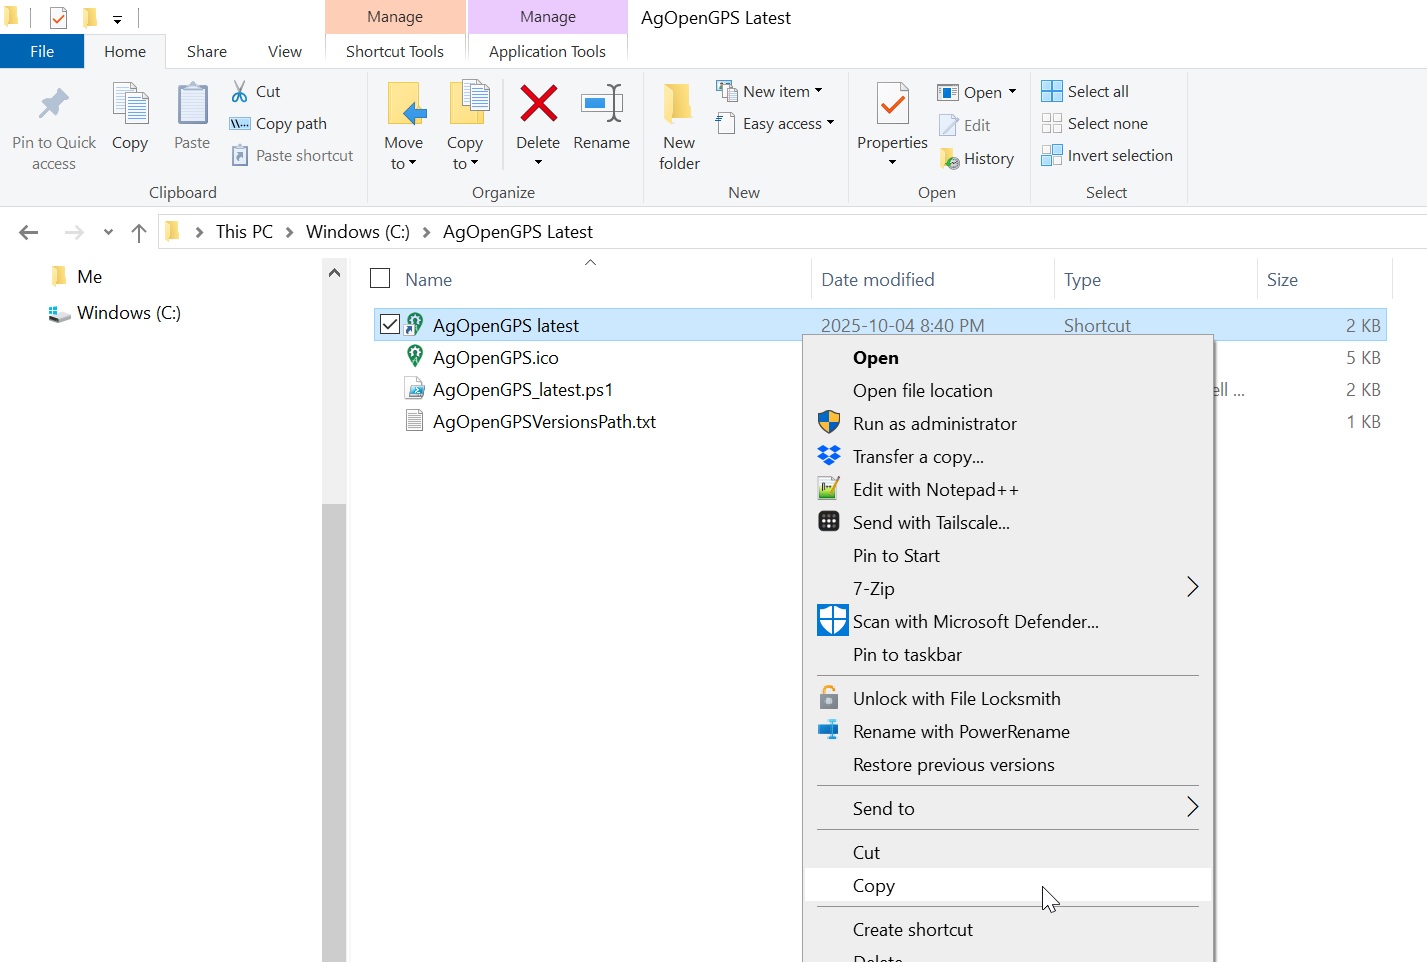 Manage
Manage
AgOpenGPS Latest
File
Home
Share
View
Shortcut Tools
Application Tools
Pin to Quick
access
Copy
Paste
Cut
Copy path
Paste shortcut
Clipboard
Move
to
Copy
to
Delete
Rename
Organize
New
folder
New item
Easy access
New
Properties
Open
Edit
History
Open
Select all
Select none
Invert selection
Select
This PC
Windows (C:)
AgOpenGPS Latest
Me
Windows (C:)
Name
Date modified
Type
Size
AgOpenGPS latest
2025-10-04 8:40 PM
Shortcut
2 KB
AgOpenGPS.ico
5 KB
AgOpenGPS_latest.ps1
ell ...
2 KB
AgOpenGPSVersionsPath.txt
1 KB
Open
Open file location
Run as administrator
Transfer a copy...
Edit with Notepad++
Send with Tailscale...
Pin to Start
7-Zip
Scan with Microsoft Defender...
Pin to taskbar
Unlock with File Locksmith
Rename with PowerRename
Restore previous versions
Send to
Cut
Copy
Create shortcut
Delete